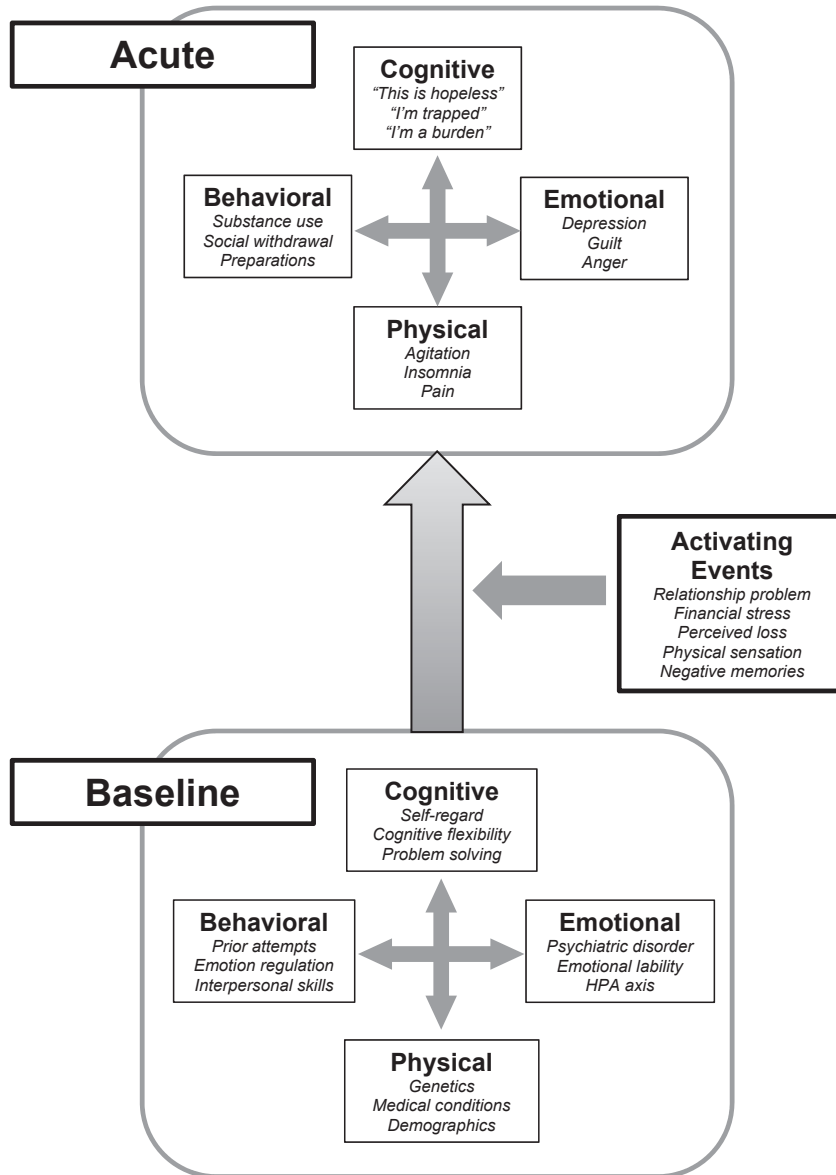 Acute
Cognitive
“This is hopeless”
“I’m trapped”
“I’m a burden”
Behavioral
Substance use
Social withdrawal
Preparations
Emotional
Depression
Guilt
Anger
Physical
Agitation
Insomnia
Pain
Activating
Events
Relationship problem
Financial stress
Perceived loss
Physical sensation
Negative memories
Baseline
Cognitive
Self-regard
Cognitive flexibility
Problem solving
Behavioral
Prior attempts
Emotion regulation
Interpersonal skills
Emotional
Psychiatric disorder
Emotional lability
HPA axis
Physical
Genetics
Medical conditions
Demographics